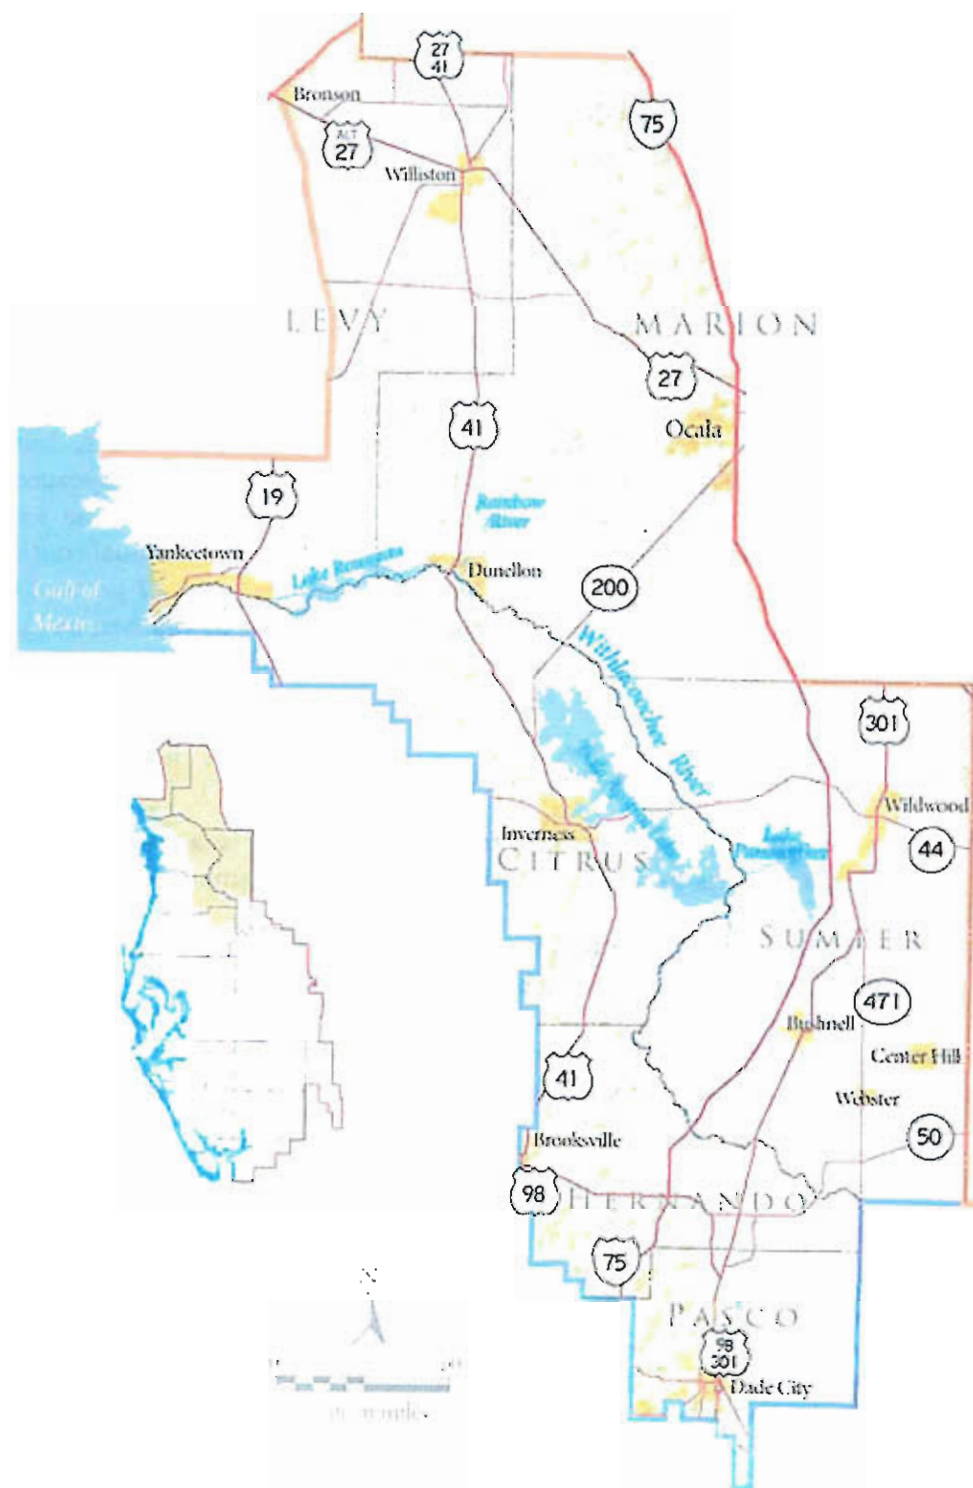 27
41
Bronson
75
ALT
27
Williston
LEVY
MARION
27
41
Ocala
19
Rainbow
River
Yankeetown
Dunellon
Gulf of
200
Withlacoochee River
301
Wildwood
Inverness
44
CITRUS
Lake
SUMTER
471
Bushnell
Center Hill
41
Webster
50
Brooksville
98
HERNANDO
75
N
PASCO
98
301
Dade City